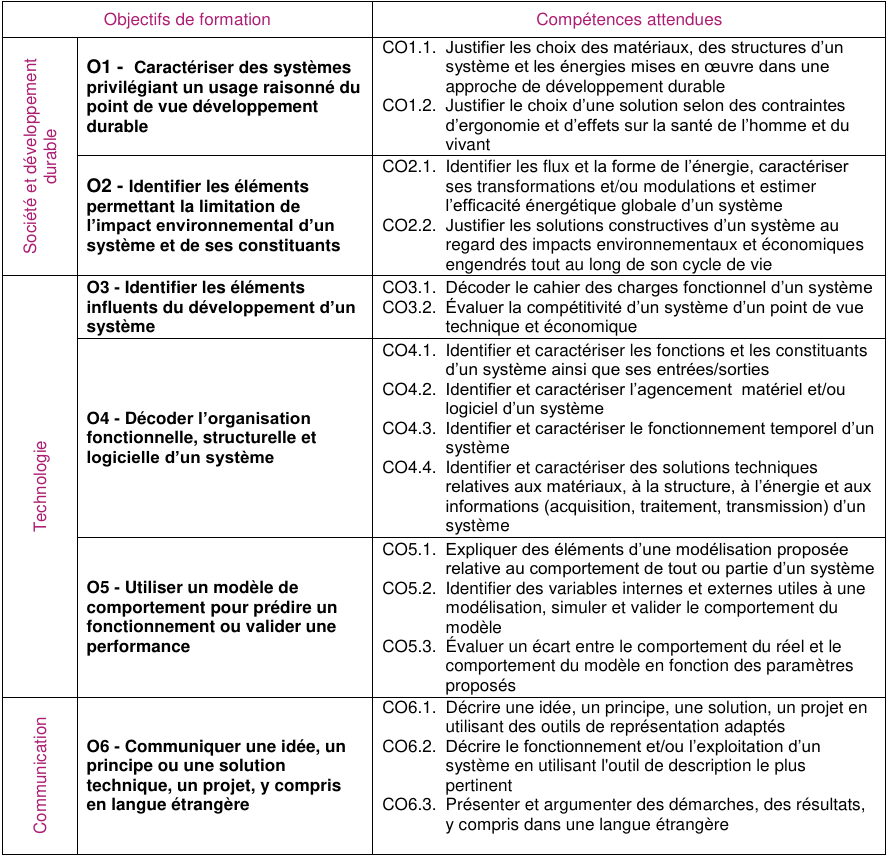 Objectifs de formation
Compétences attendues
Société et développement
durable
O1 - Caractériser des systèmes
privilégiant un usage raisonné du
point de vue développement
durable
CO1.1. Justifier les choix des matériaux, des structures d’un
système et les énergies mises en œuvre dans une
approche de développement durable
CO1.2. Justifier le choix d’une solution selon des contraintes
d’ergonomie et d’effets sur la santé de l’homme et du
vivant
O2 - Identifier les éléments
permettant la limitation de
l’impact environnemental d’un
système et de ses constituants
CO2.1. Identifier les flux et la forme de l’énergie, caractériser
ses transformations et/ou modulations et estimer
l’efficacité énergétique globale d’un système
CO2.2. Justifier les solutions constructives d’un système au
regard des impacts environnementaux et économiques
engendrés tout au long de son cycle de vie
Technologie
O3 - Identifier les éléments
influents du développement d’un
système
CO3.1. Décoder le cahier des charges fonctionnel d’un système
CO3.2. Évaluer la compétitivité d’un système d’un point de vue
technique et économique
O4 - Décoder l’organisation
fonctionnelle, structurelle et
logicielle d’un système
CO4.1. Identifier et caractériser les fonctions et les constituants
d’un système ainsi que ses entrées/sorties
CO4.2. Identifier et caractériser l’agencement matériel et/ou
logiciel d’un système
CO4.3. Identifier et caractériser le fonctionnement temporel d’un
système
CO4.4. Identifier et caractériser des solutions techniques
relatives aux matériaux, à la structure, à l’énergie et aux
informations (acquisition, traitement, transmission) d’un
système
O5 - Utiliser un modèle de
comportement pour prédire un
fonctionnement ou valider une
performance
CO5.1. Expliquer des éléments d’une modélisation proposée
relative au comportement de tout ou partie d’un système
CO5.2. Identifier des variables internes et externes utiles à une
modélisation, simuler et valider le comportement du
modèle
CO5.3. Évaluer un écart entre le comportement du réel et le
comportement du modèle en fonction des paramètres
proposés
Communication
O6 - Communiquer une idée, un
principe ou une solution
technique, un projet, y compris
en langue étrangère
CO6.1. Décrire une idée, un principe, une solution, un projet en
utilisant des outils de représentation adaptés
CO6.2. Décrire le fonctionnement et/ou l’exploitation d’un
système en utilisant l'outil de description le plus
pertinent
CO6.3. Présenter et argumenter des démarches, des résultats,
y compris dans une langue étrangère